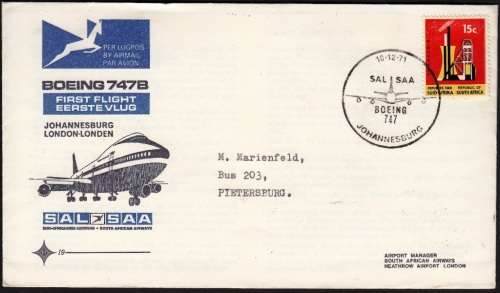 PER LUGPOS
BY AIRMAIL
PAR AVION
BOEING 747B
FIRST FLIGHT
EERSTE VLUG
JOHANNESBURG
LONDON-LONDEN
SAL SAA
SUID-AFRIKAANSE LUGDIENS • SOUTH AFRICAN AIRWAYS
19
15c
REPUBLIEK VAN REPUBLIC OF
SUID-AFRIKA SOUTH AFRICA
10-12-71
SAL SAA
BOEING
747
JOHANNESBURG
M. Marienfeld,
Bus 203,
PIETERSBURG.
AIRPORT MANAGER
SOUTH AFRICAN AIRWAYS
HEATHROW AIRPORT LONDON